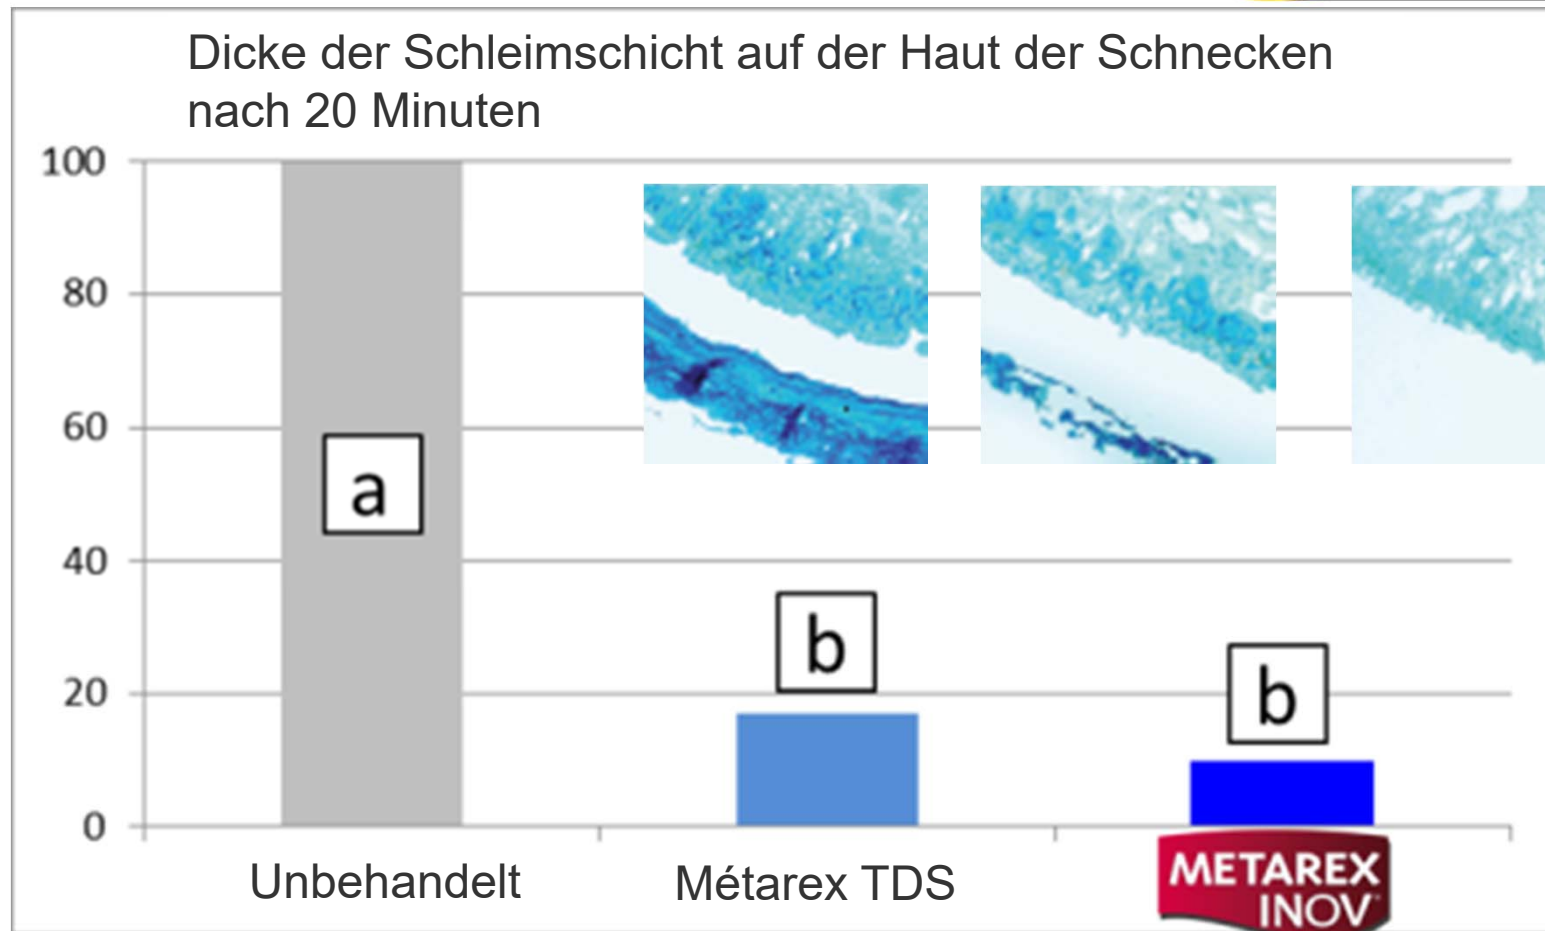 Dicke der Schleimschicht auf der Haut der Schnecken
nach 20 Minuten
100
80
60
40
20
0
a
b
b
Unbehandelt
Métarex TDS
METAREX
INOV